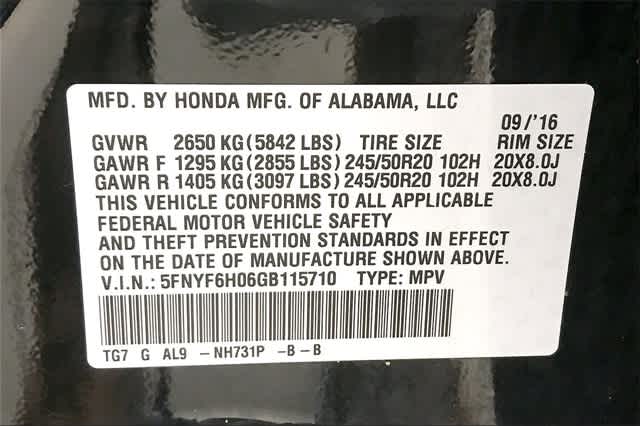 MFD. BY HONDA MFG. OF ALABAMA, LLC
09/'16
GVWR 2650 KG(5842 LBS) TIRE SIZE RIM SIZE
GAWR F 1295 KG(2855 LBS)245/50R20 102H 20X8.0J
GAWR R 1405 KG(3097 LBS)245/50R20 102H 20X8.0J
THIS VEHICLE CONFORMS TO ALL APPLICABLE
FEDERAL MOTOR VEHICLE SAFETY
AND THEFT PREVENTION STANDARDS IN EFFECT
ON THE DATE OF MANUFACTURE SHOWN ABOVE.
V.I.N.: 5FNYF6H06GB115710 TYPE: MPV
TG7 G AL9 -NH731P -B-B